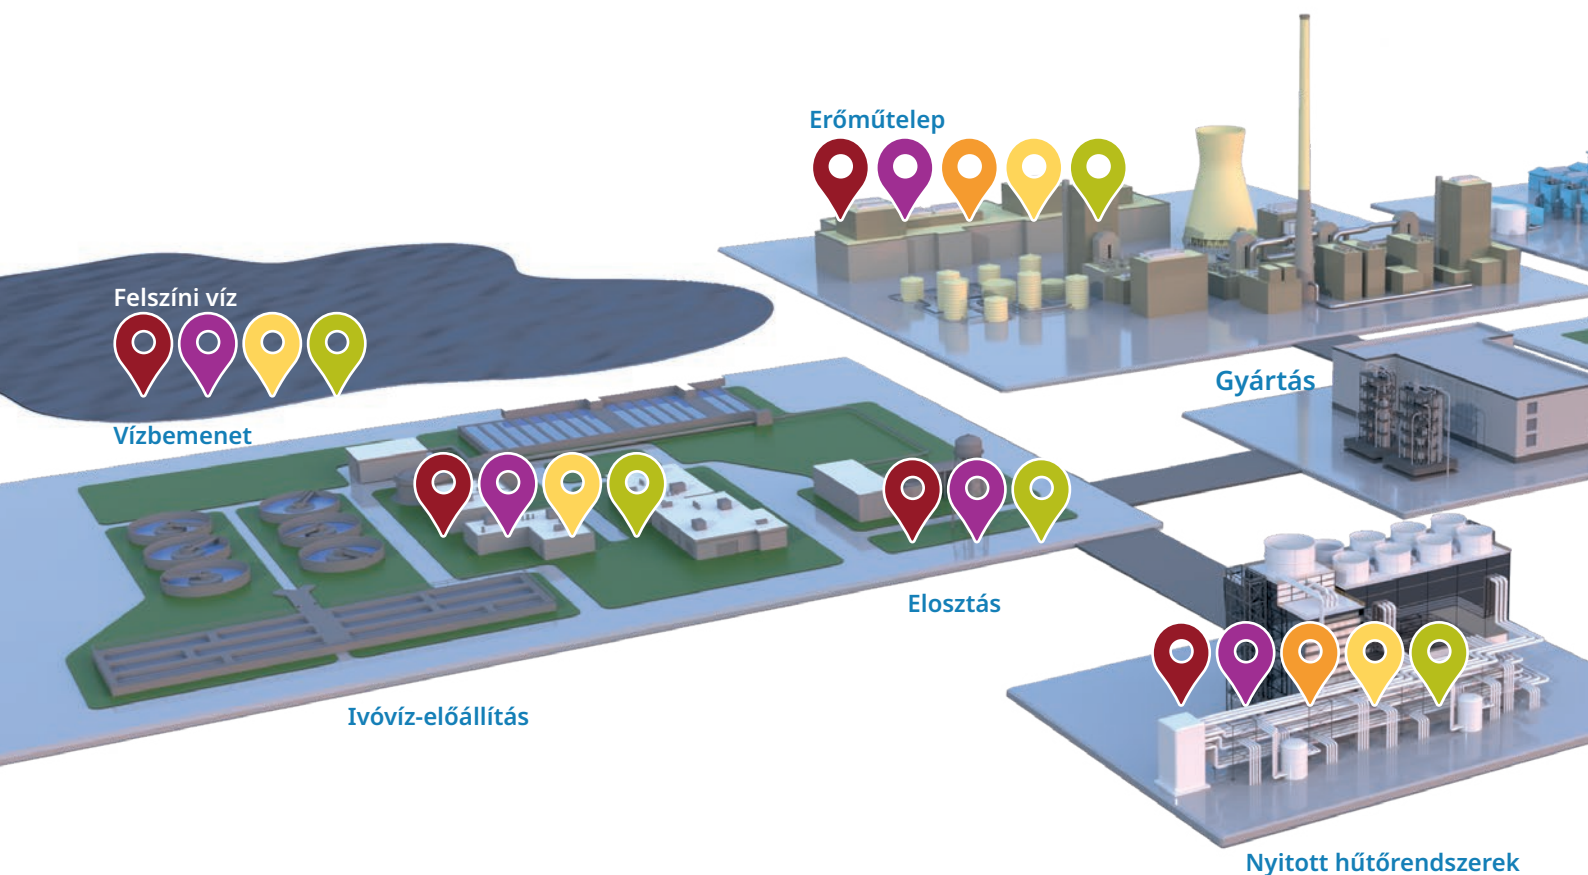 Erőműtelep
Felszíni víz
Gyártás
Vízbemenet
Elosztás
Ivóvíz-előállítás
Nyitott hűtőrendszerek